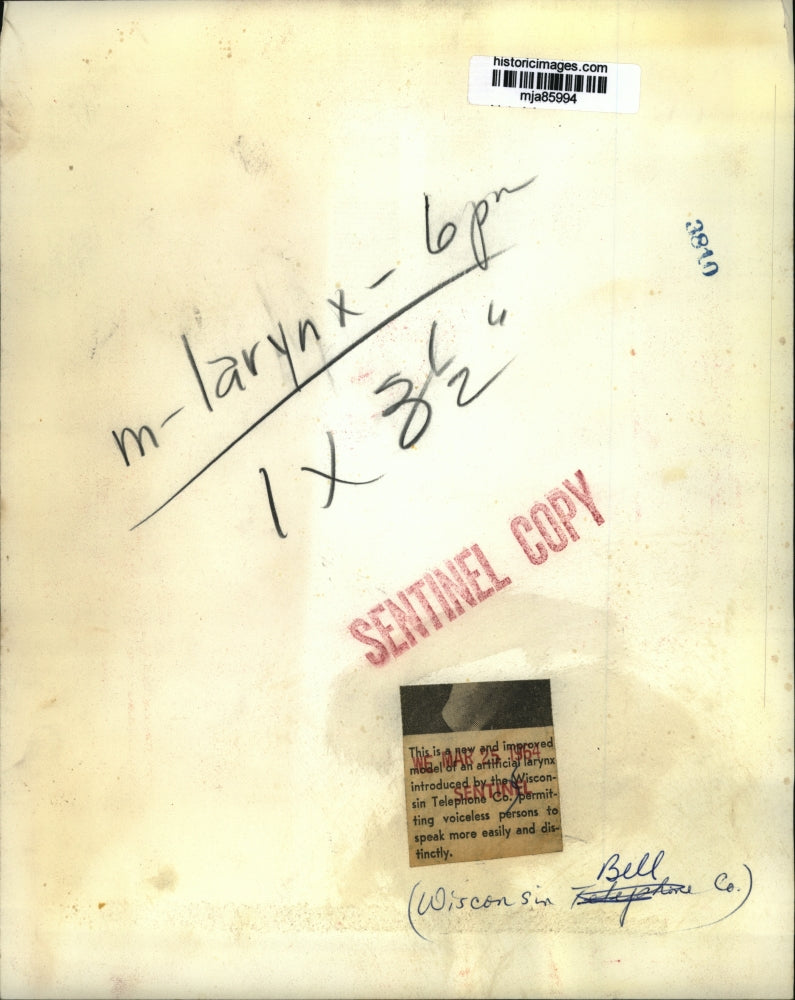 historicimages.com
mja85994
3810
m-larynx - 6pm
1 X 3 1/2"
SENTINEL COPY
This is a new and improved
model of an artificial larynx
introduced by the Wiscon-
sin Telephone Co. permit-
ting voiceless persons to
speak more easily and dis-
tinctly.
WE MAR 25 1964
SENTINEL
Bell
(Wisconsin Telephone Co.)